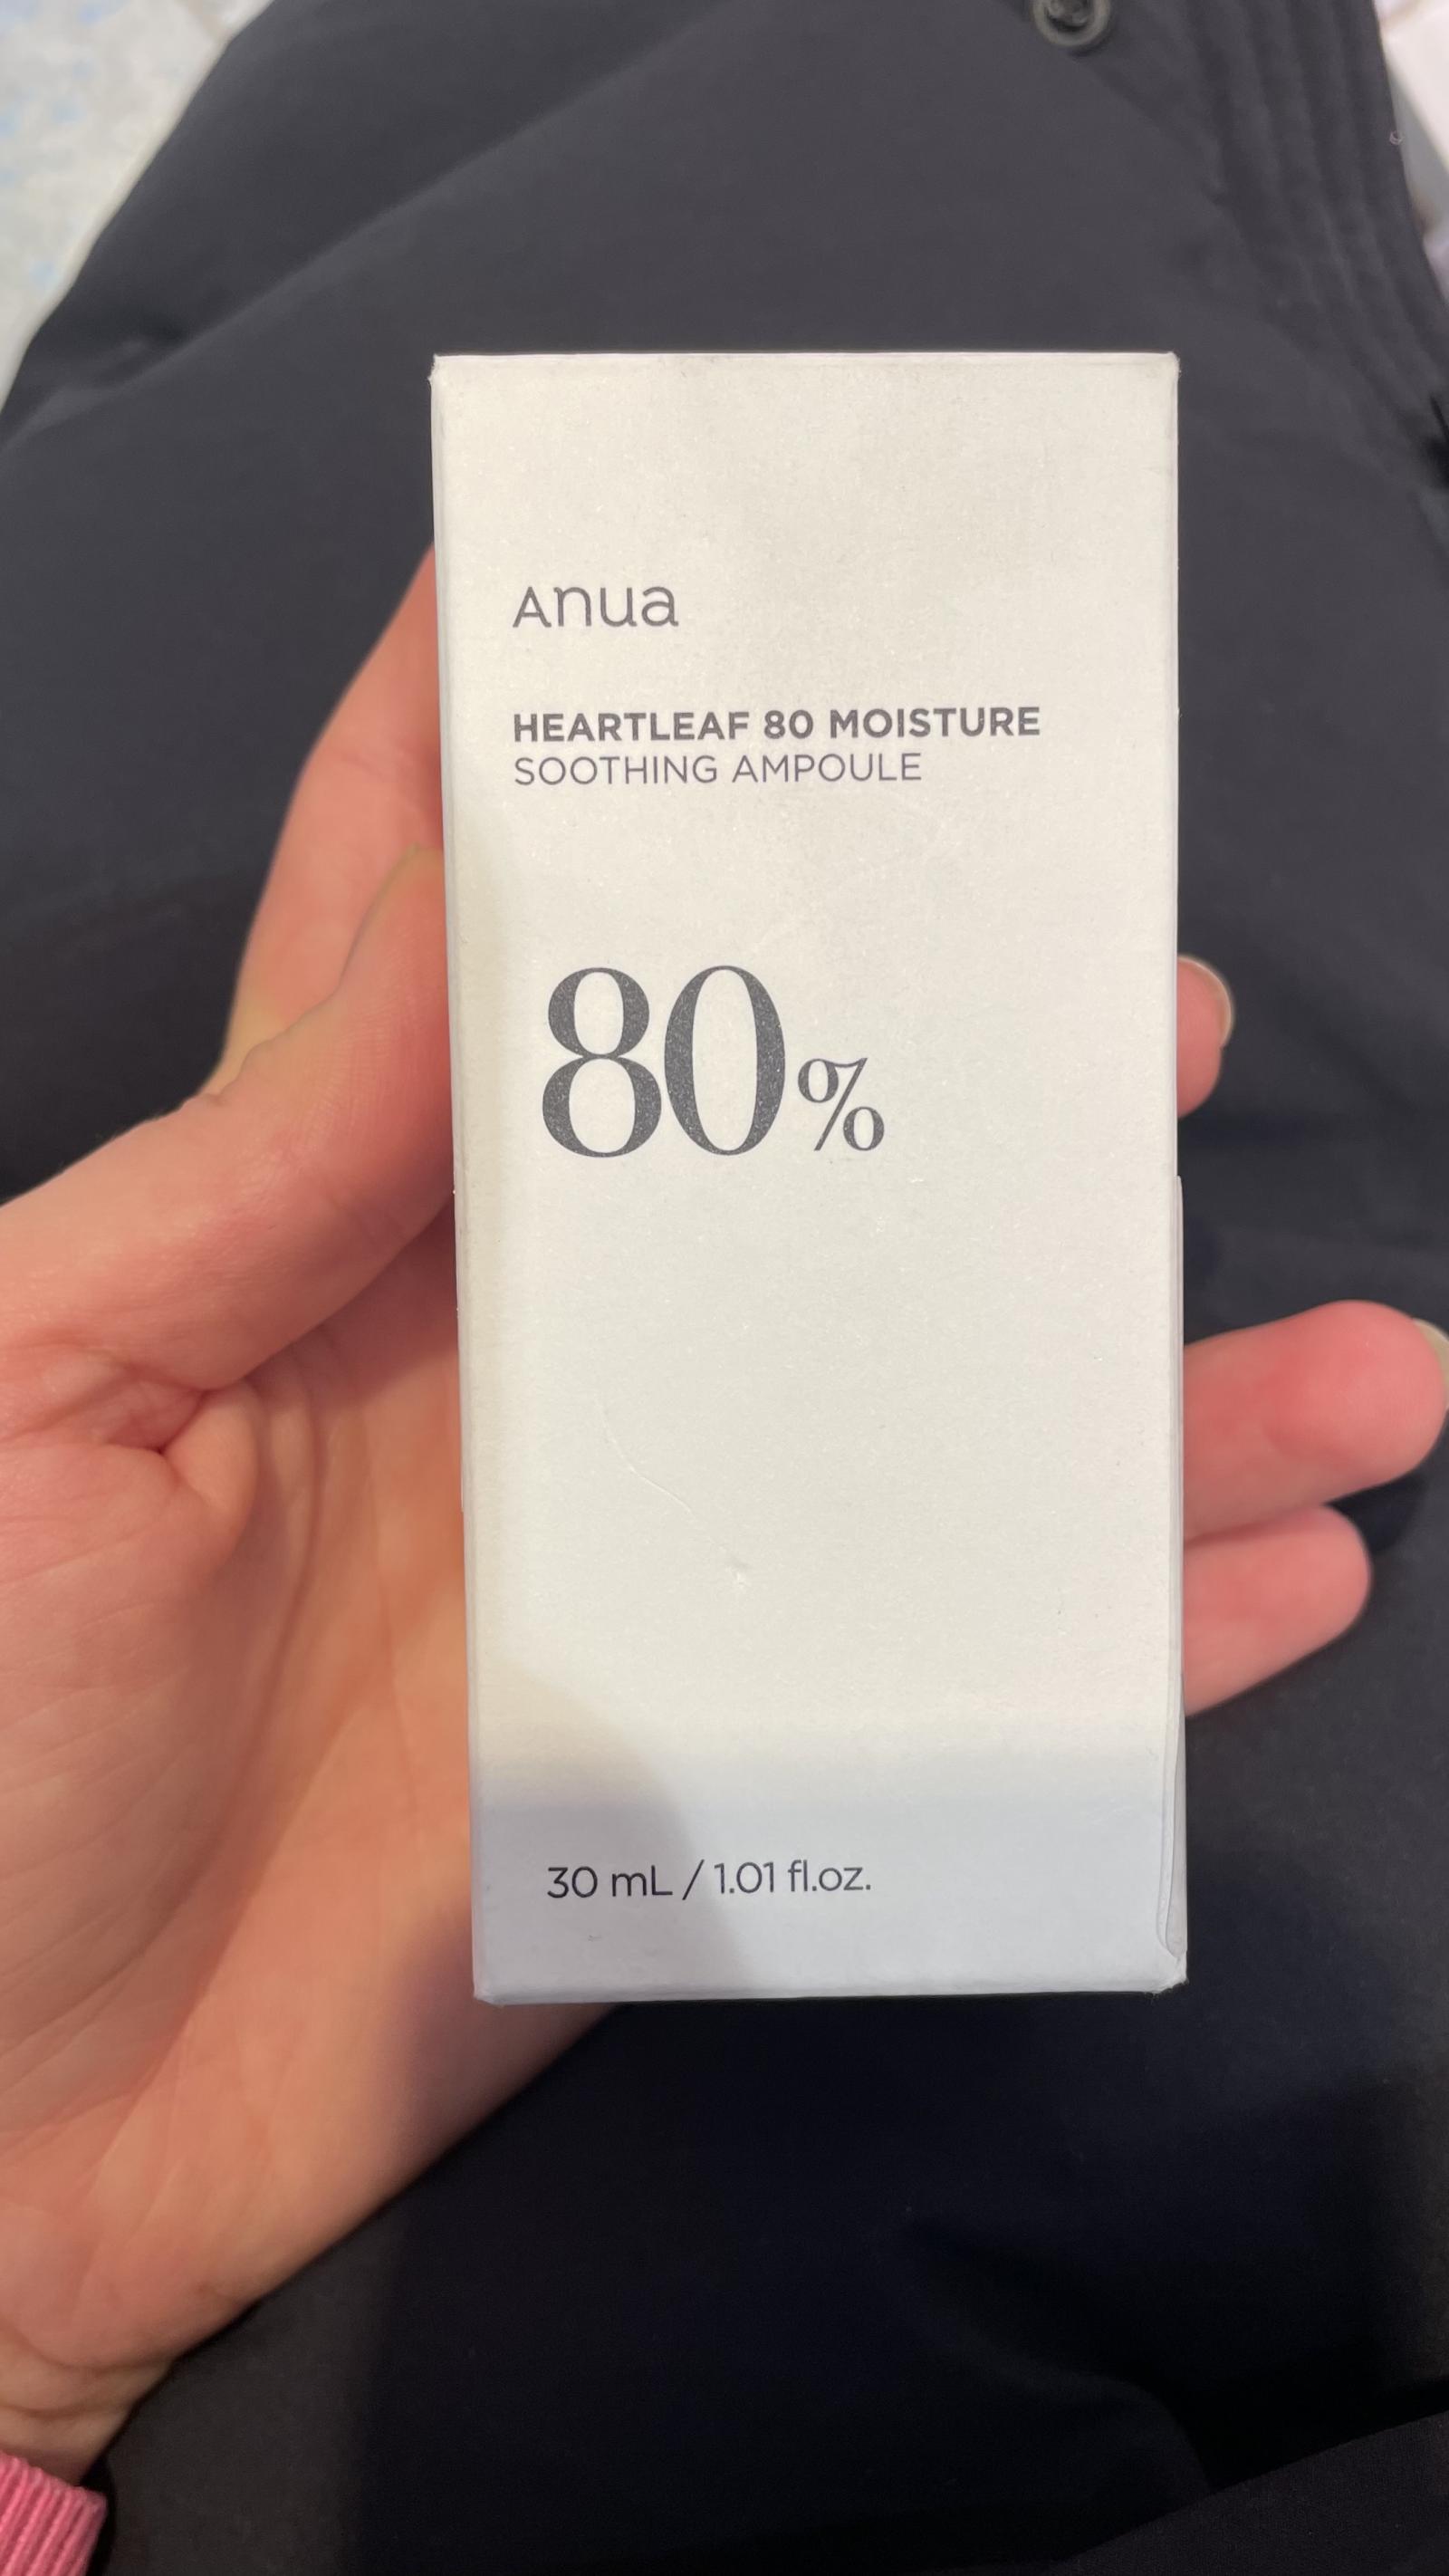 Anua
HEARTLEAF 80 MOISTURE
SOOTHING AMPOULE
80%
30 mL / 1.01 fl.oz.